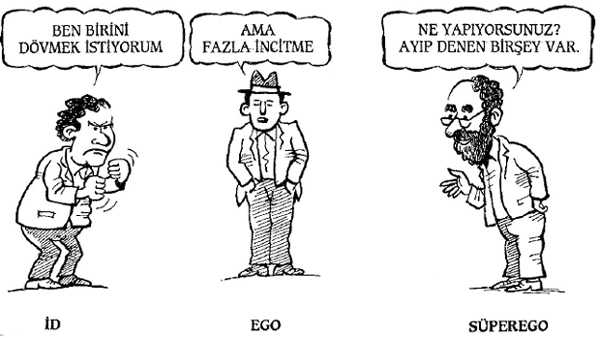 BEN BİRİNİ
DÖVMEK İSTİYORUM
AMA
FAZLA İNCİTME
NE YAPIYORSUNUZ?
AYIP DENEN BİRŞEY VAR.
İD
EGO
SÜPEREGO